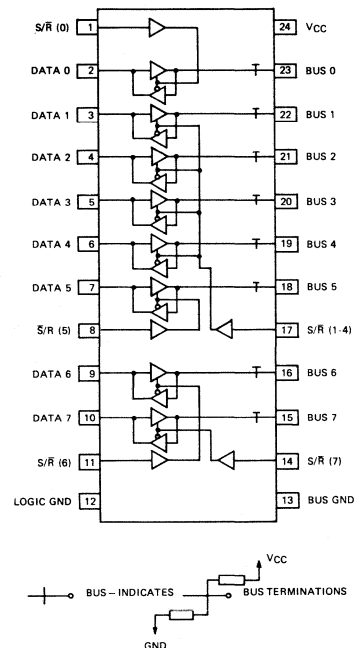 S/R̅ (0) 1 24 VCC
DATA 0 2 23 BUS 0
DATA 1 3 22 BUS 1
DATA 2 4 21 BUS 2
DATA 3 5 20 BUS 3
DATA 4 6 19 BUS 4
DATA 5 7 18 BUS 5
S̅/R (5) 8 17 S/R̅ (1-4)
DATA 6 9 16 BUS 6
DATA 7 10 15 BUS 7
S/R̅ (6) 11 14 S/R̅ (7)
LOGIC GND 12 13 BUS GND
VCC
BUS – INDICATES BUS TERMINATIONS
GND